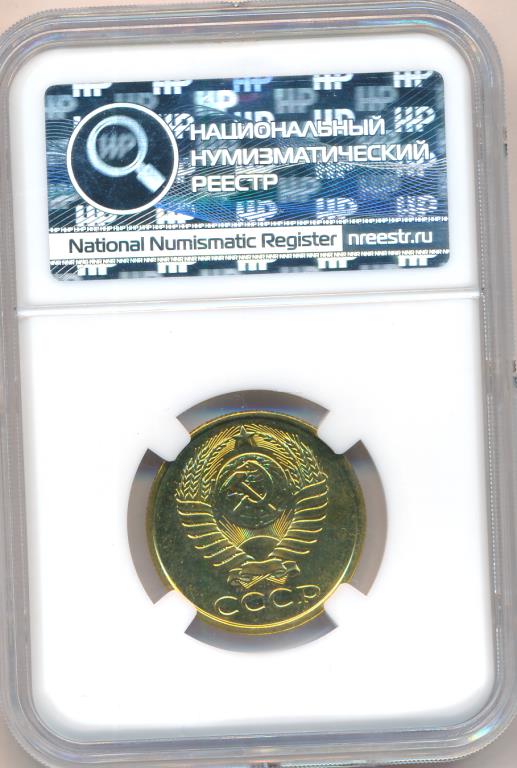 НАЦИОНАЛЬНЫЙ
НУМИЗМАТИЧЕСКИЙ
РЕЕСТР
National Numismatic Register nreestr.ru
СССР